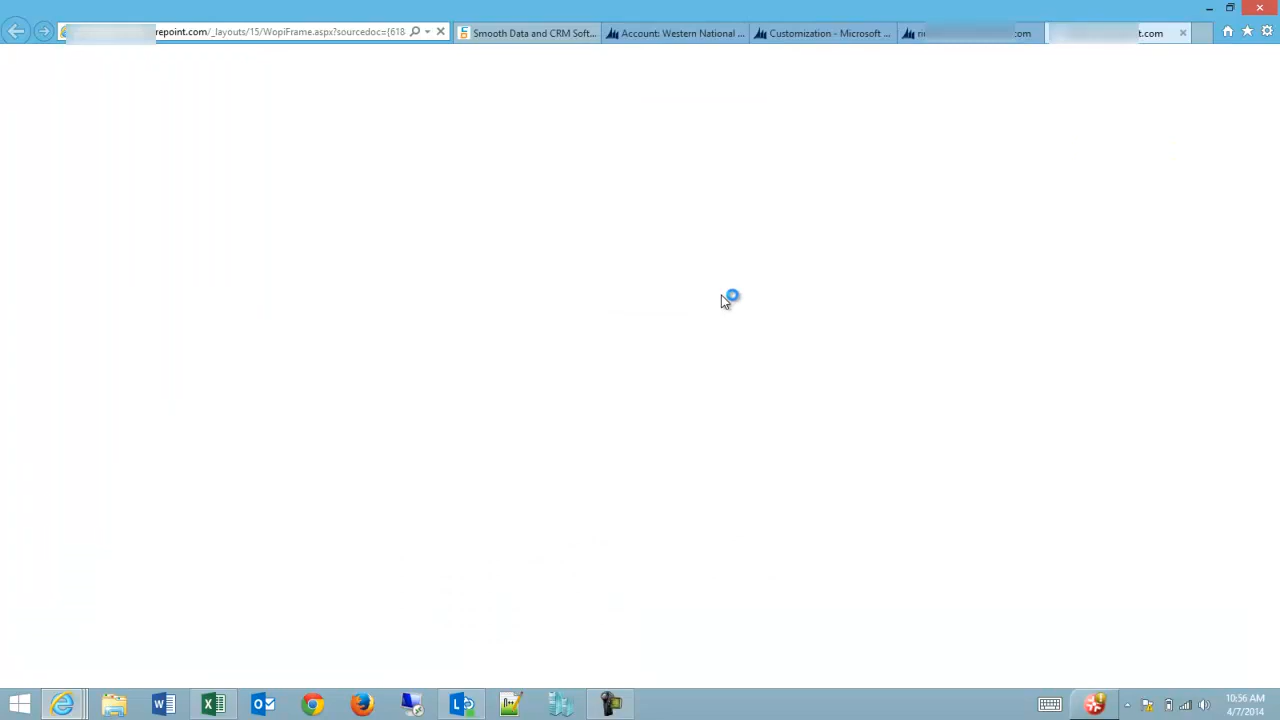 repoint.com/_layouts/15/WopiFrame.aspx?sourcedoc={618
Smooth Data and CRM Soft...
Account: Western National ...
Customization - Microsoft ...
com
t.com
10:56 AM
4/7/2014